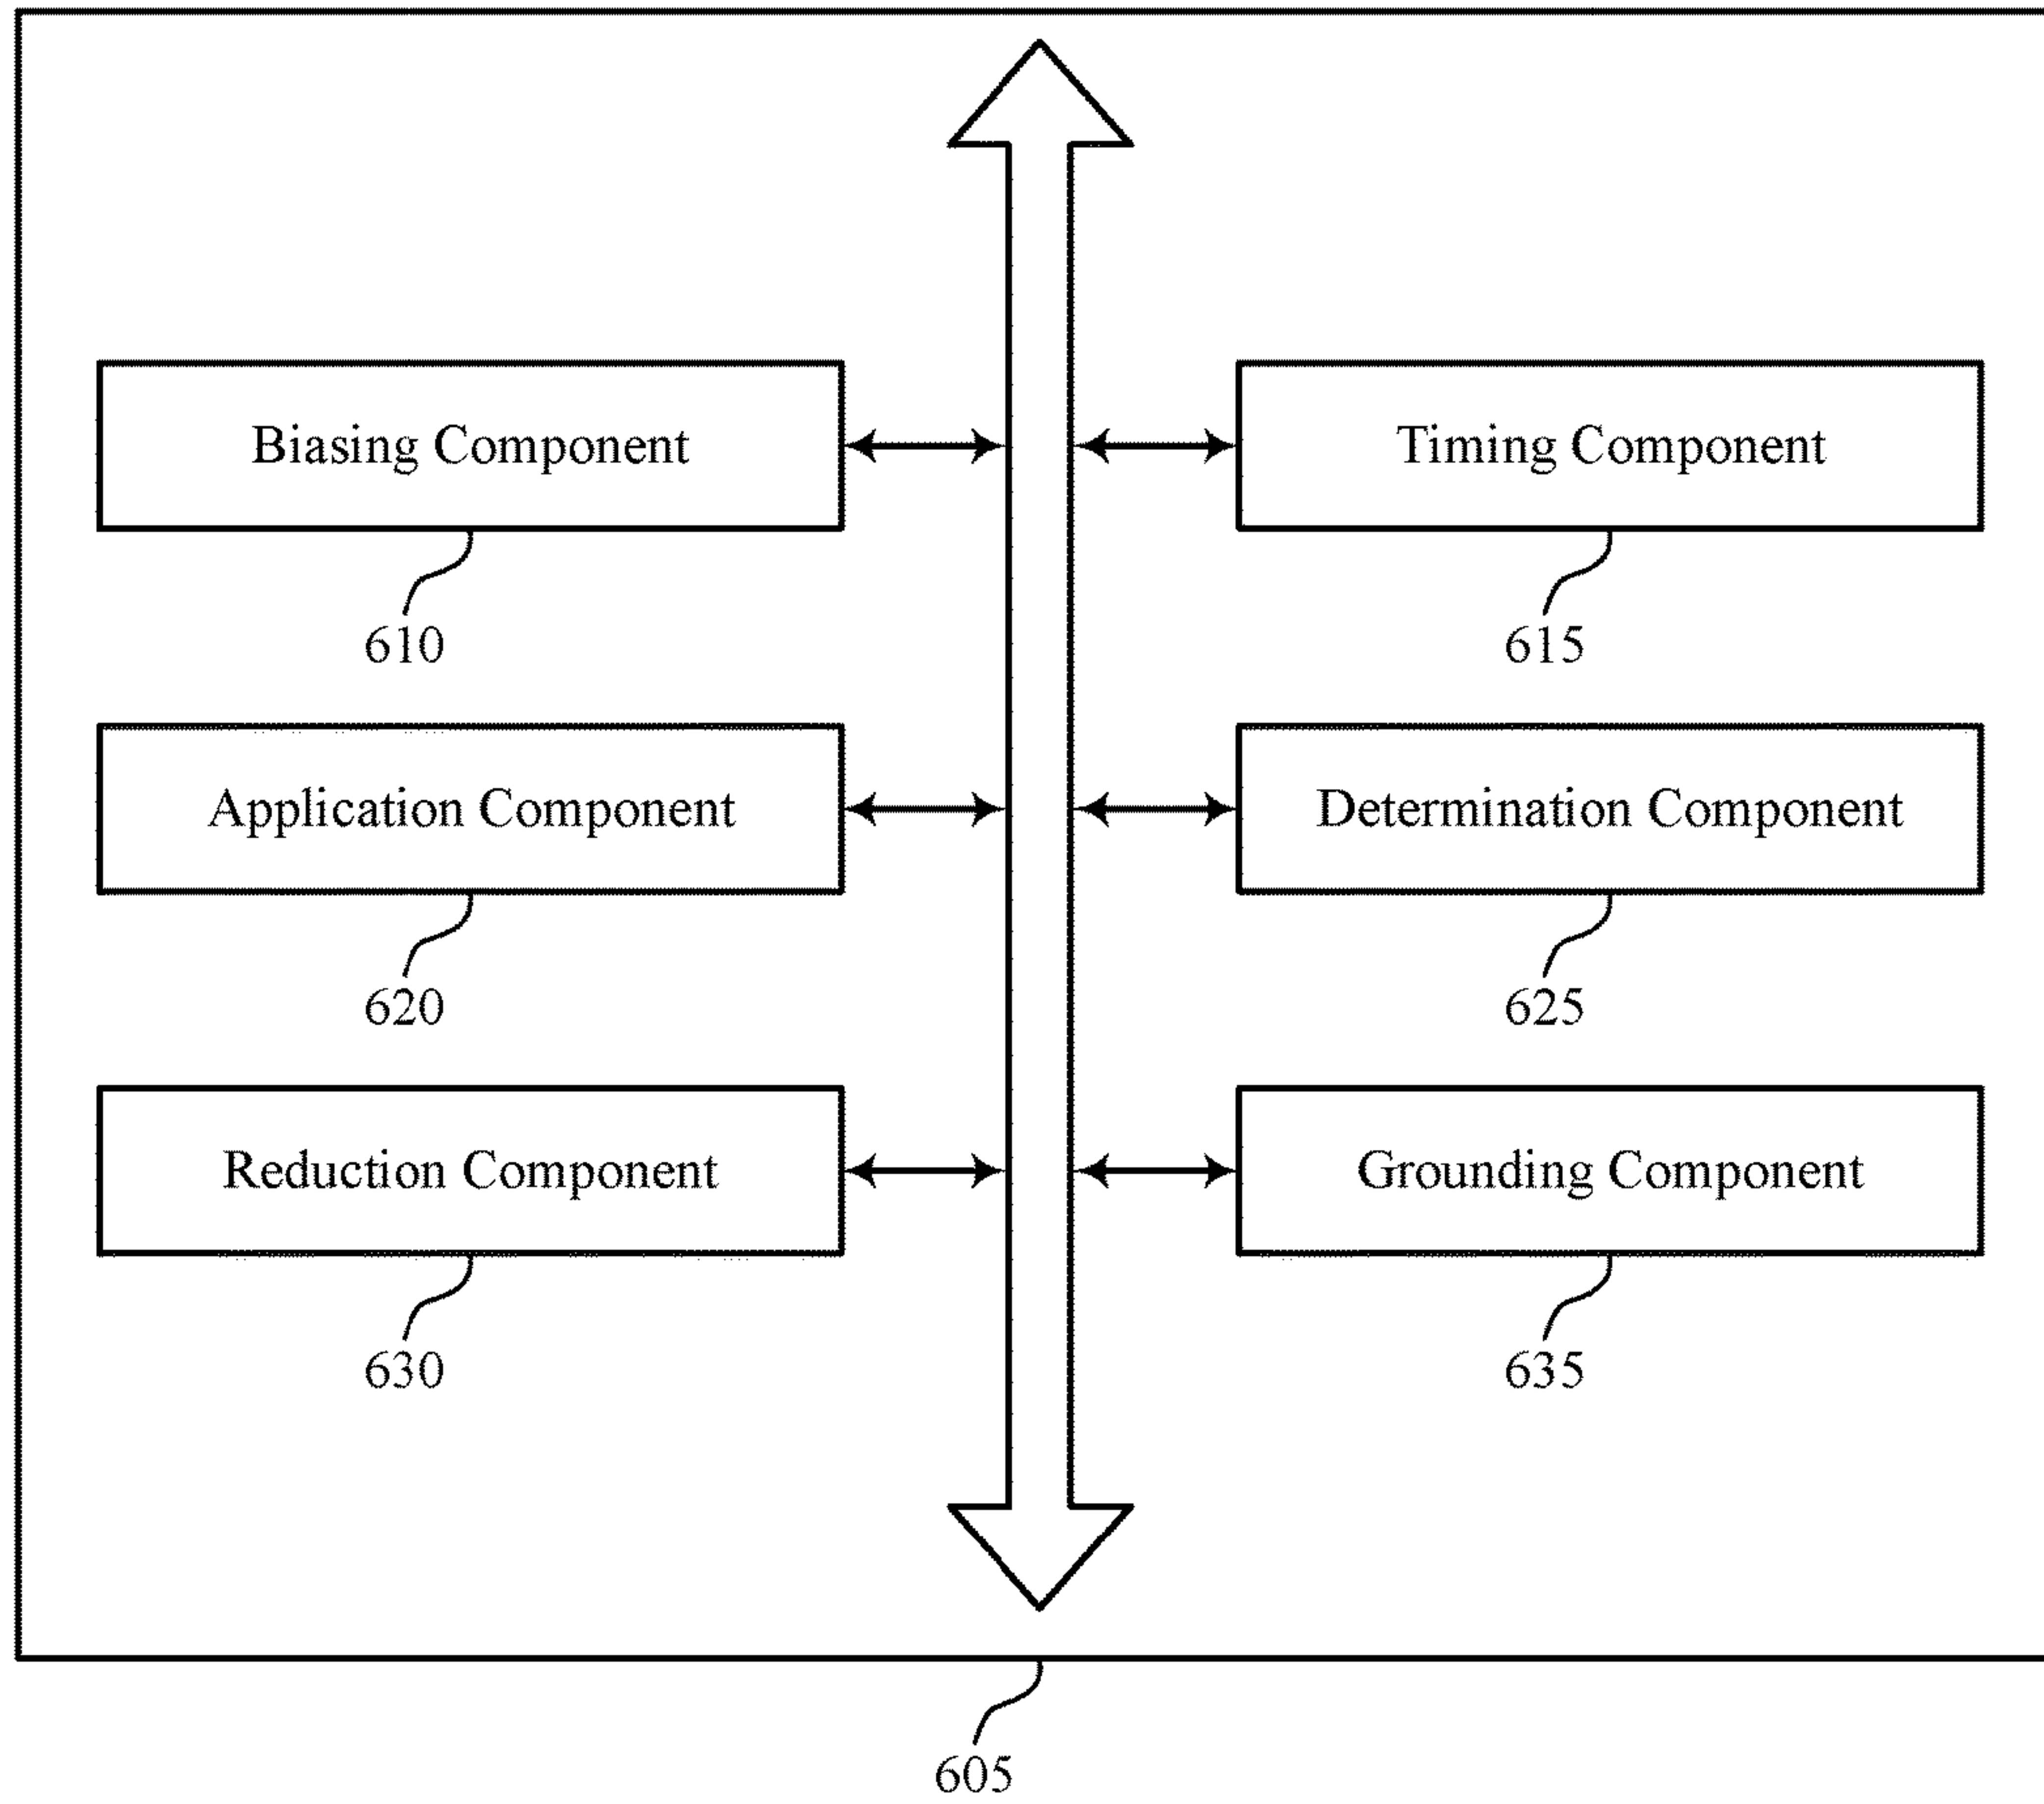 Biasing Component
Timing Component
610
615
Application Component
Determination Component
620
625
Reduction Component
Grounding Component
630
635
605